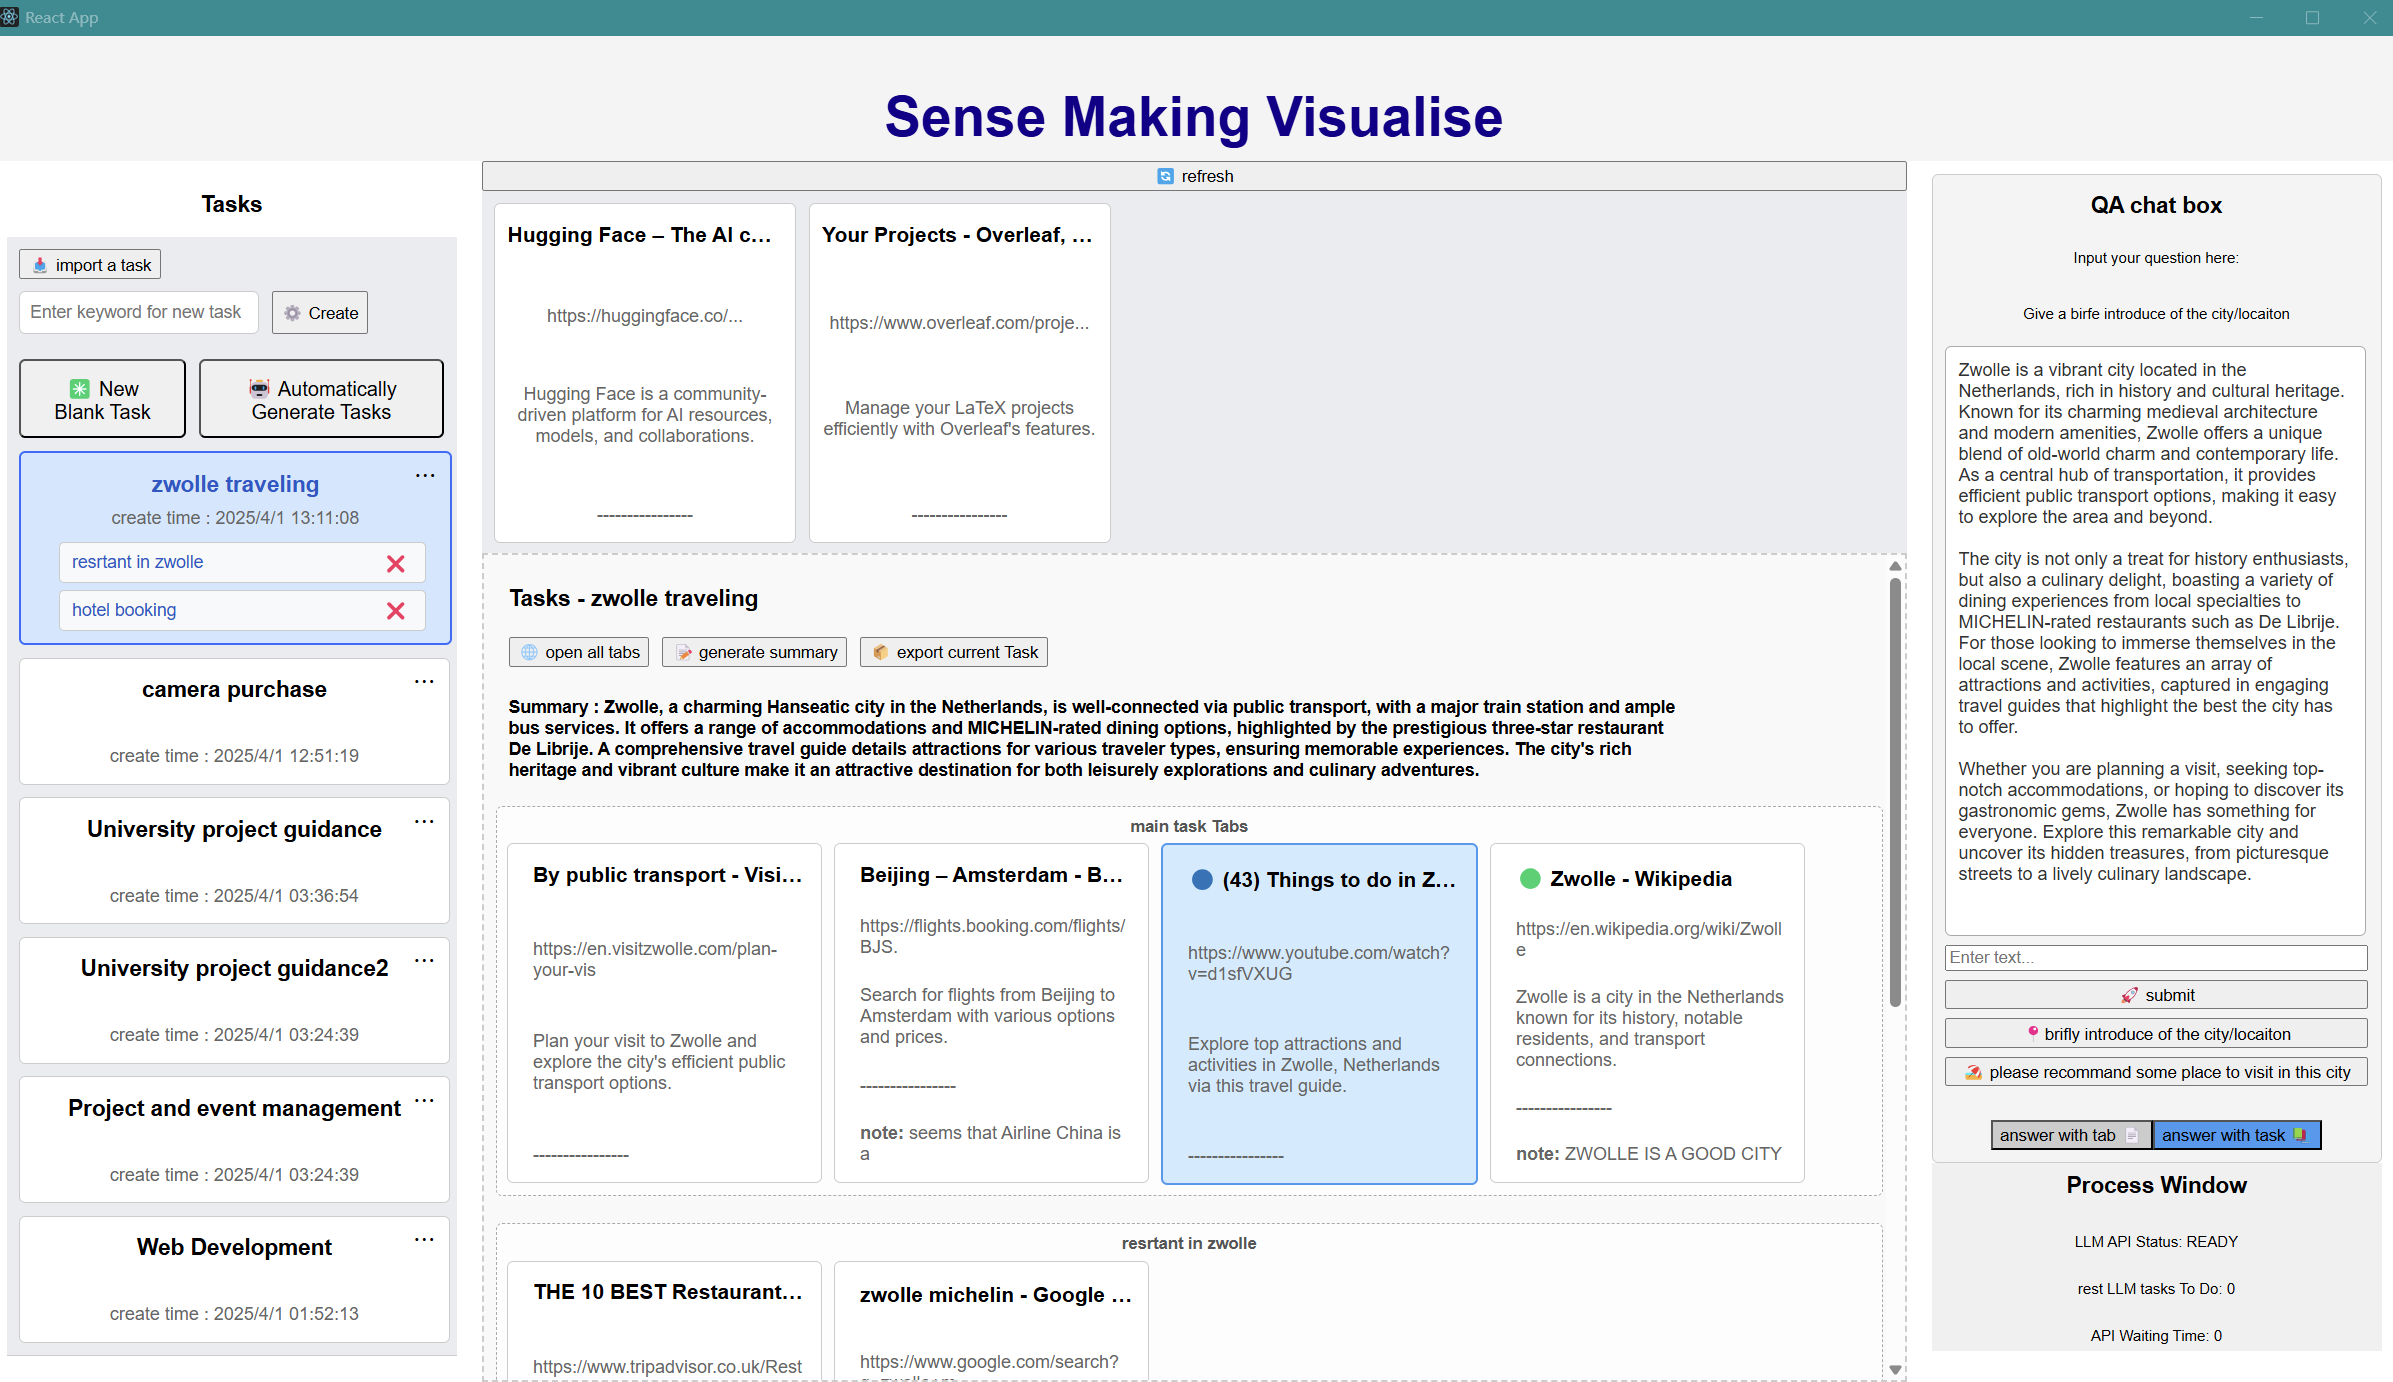 React App
Sense Making Visualise
Tasks
import a task
Enter keyword for new task
Create
New
Blank Task
Automatically
Generate Tasks
zwolle traveling
...
create time : 2025/4/1 13:11:08
resrtant in zwolle
hotel booking
camera purchase
...
create time : 2025/4/1 12:51:19
University project guidance
...
create time : 2025/4/1 03:36:54
University project guidance2
...
create time : 2025/4/1 03:24:39
Project and event management
...
create time : 2025/4/1 03:24:39
Web Development
...
create time : 2025/4/1 01:52:13
refresh
Hugging Face – The AI c...
https://huggingface.co/...
Hugging Face is a community-
driven platform for AI resources,
models, and collaborations.
----------------
Your Projects - Overleaf, ...
https://www.overleaf.com/proje...
Manage your LaTeX projects
efficiently with Overleaf's features.
----------------
Tasks - zwolle traveling
open all tabs
generate summary
export current Task
Summary : Zwolle, a charming Hanseatic city in the Netherlands, is well-connected via public transport, with a major train station and ample
bus services. It offers a range of accommodations and MICHELIN-rated dining options, highlighted by the prestigious three-star restaurant
De Librije. A comprehensive travel guide details attractions for various traveler types, ensuring memorable experiences. The city's rich
heritage and vibrant culture make it an attractive destination for both leisurely explorations and culinary adventures.
main task Tabs
By public transport - Visi...
https://en.visitzwolle.com/plan-
your-vis
Plan your visit to Zwolle and
explore the city's efficient public
transport options.
----------------
Beijing – Amsterdam - B...
https://flights.booking.com/flights/
BJS.
Search for flights from Beijing to
Amsterdam with various options
and prices.
----------------
note: seems that Airline China is
a
(43) Things to do in Z...
https://www.youtube.com/watch?
v=d1sfVXUG
Explore top attractions and
activities in Zwolle, Netherlands
via this travel guide.
----------------
Zwolle - Wikipedia
https://en.wikipedia.org/wiki/Zwoll
e
Zwolle is a city in the Netherlands
known for its history, notable
residents, and transport
connections.
----------------
note: ZWOLLE IS A GOOD CITY
resrtant in zwolle
THE 10 BEST Restaurant...
https://www.tripadvisor.co.uk/Rest
zwolle michelin - Google ...
https://www.google.com/search?
QA chat box
Input your question here:
Give a birfe introduce of the city/locaiton
Zwolle is a vibrant city located in the
Netherlands, rich in history and cultural heritage.
Known for its charming medieval architecture
and modern amenities, Zwolle offers a unique
blend of old-world charm and contemporary life.
As a central hub of transportation, it provides
efficient public transport options, making it easy
to explore the area and beyond.
The city is not only a treat for history enthusiasts,
but also a culinary delight, boasting a variety of
dining experiences from local specialties to
MICHELIN-rated restaurants such as De Librije.
For those looking to immerse themselves in the
local scene, Zwolle features an array of
attractions and activities, captured in engaging
travel guides that highlight the best the city has
to offer.
Whether you are planning a visit, seeking top-
notch accommodations, or hoping to discover its
gastronomic gems, Zwolle has something for
everyone. Explore this remarkable city and
uncover its hidden treasures, from picturesque
streets to a lively culinary landscape.
Enter text...
submit
brifly introduce of the city/locaiton
please recommand some place to visit in this city
answer with tab
answer with task
Process Window
LLM API Status: READY
rest LLM tasks To Do: 0
API Waiting Time: 0